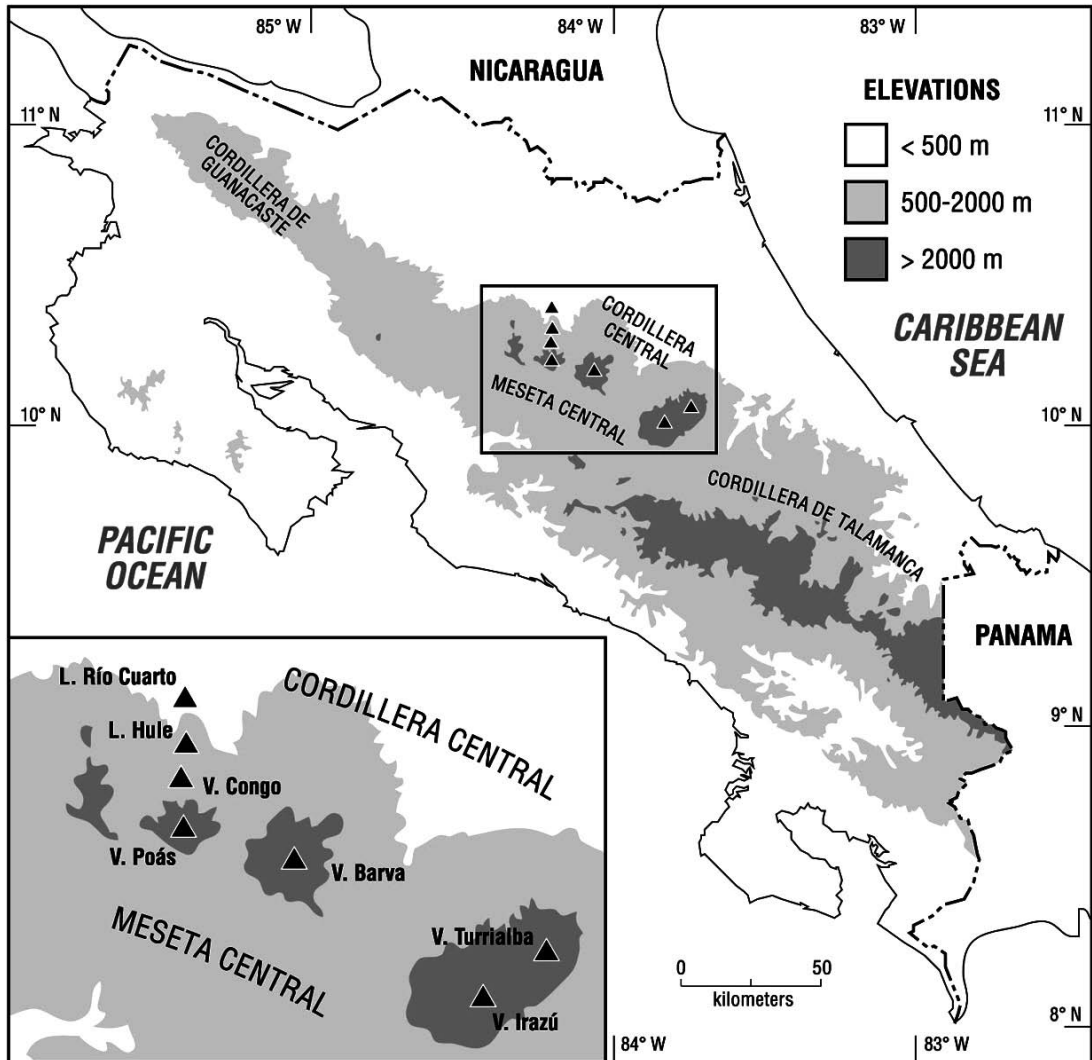 85° W
84° W
83° W
NICARAGUA
ELEVATIONS
11° N
11° N
< 500 m
500-2000 m
> 2000 m
CORDILLERA DE
GUANACASTE
CORDILLERA
CENTRAL
CARIBBEAN
SEA
MESETA CENTRAL
10° N
10° N
CORDILLERA DE TALAMANCA
PACIFIC
OCEAN
PANAMA
L. Río Cuarto
CORDILLERA CENTRAL
L. Hule
V. Congo
9° N
V. Poás
V. Barva
MESETA CENTRAL
V. Turrialba
V. Irazú
0
50
kilometers
8° N
84° W
83° W